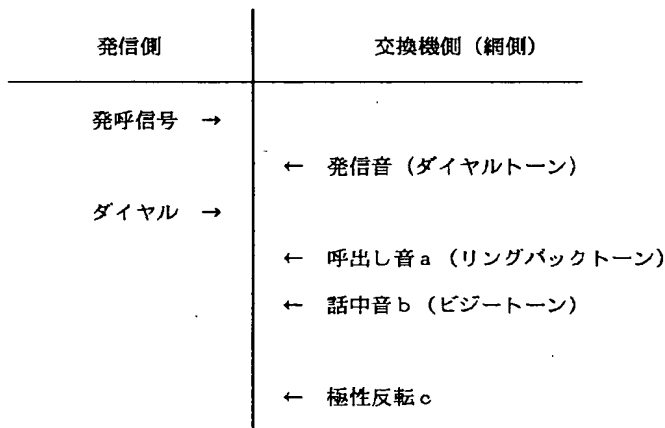 発信側 交換機側（網側）
発呼信号 →
← 発信音（ダイヤルトーン）
ダイヤル →
← 呼出し音a（リングバックトーン）
← 話中音b（ビジートーン）
← 極性反転c